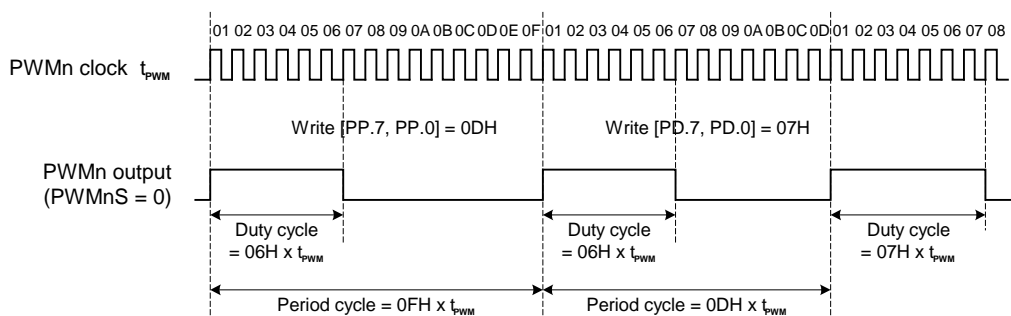 01 02 03 04 05 06 07 08 09 0A 0B 0C 0D 0E 0F 01 02 03 04 05 06 07 08 09 0A 0B 0C 0D 01 02 03 04 05 06 07 08
PWMn clock tPWM
Write [PP.7, PP.0] = 0DH
Write [PD.7, PD.0] = 07H
PWMn output
(PWMnS = 0)
Duty cycle
= 06H x tPWM
Duty cycle
= 06H x tPWM
Duty cycle
= 07H x tPWM
Period cycle = 0FH x tPWM
Period cycle = 0DH x tPWM